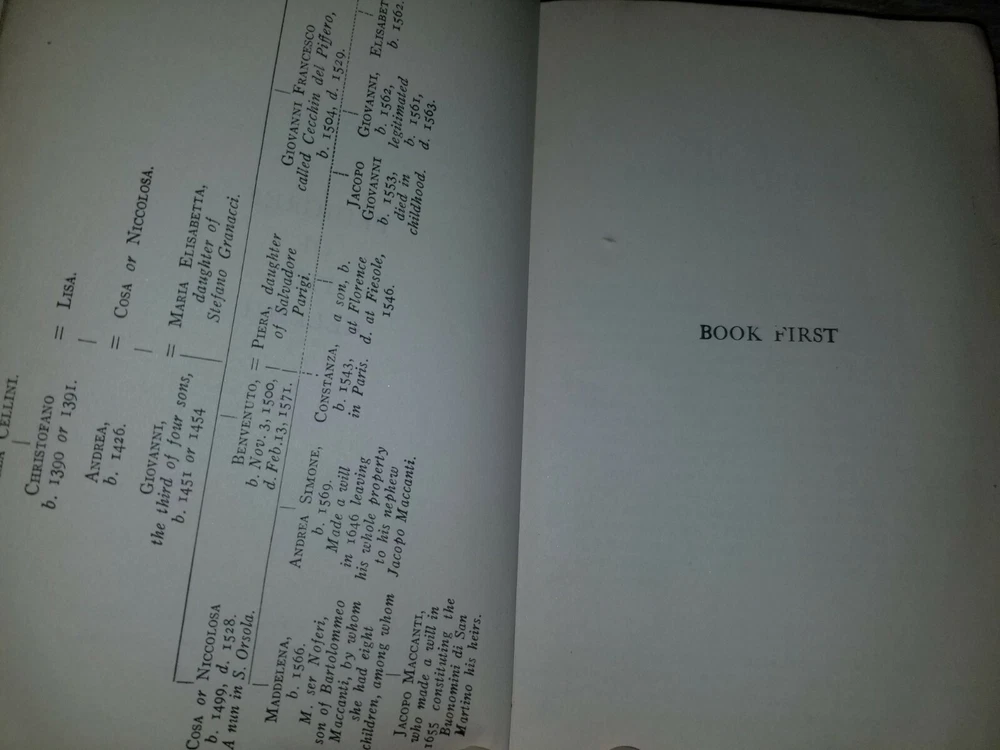 CELLINI.
CHRISTOFANO = LISA.
b. 1390 or 1391.
ANDREA, = COSA or NICCOLOSA.
b. 1426.
GIOVANNI, = MARIA ELISABETTA,
the third of four sons, daughter of
b. 1451 or 1454 Stefano Granacci.
COSA or NICCOLOSA
b. 1499, d. 1528.
A nun in S. Orsola.
BENVENUTO, = PIERA, daughter
b. Nov. 3, 1500, of Salvadore
d. Feb. 13, 1571. Parigi.
GIOVANNI FRANCESCO
called Cecchin del Piffero,
b. 1504, d. 1529.
MADDELENA,
b. 1566.
M. ser Noferi,
son of Bartolommeo
Maccanti, by whom
she had eight
children, among whom
JACOPO MACCANTI,
who made a will in
1655 constituting the
Buonomini di San
Martino his heirs.
ANDREA SIMONE,
b. 1569.
Made a will
in 1646 leaving
his whole property
to his nephew
Jacopo Maccanti.
CONSTANZA,
b. 1543,
in Paris.
a son, b.
at Florence
d. at Fiesole,
1546.
JACOPO
GIOVANNI
b. 1553,
died in
childhood.
GIOVANNI,
b. 1562,
legitimated
b. 1561,
d. 1563.
b. 1562.
BOOK FIRST